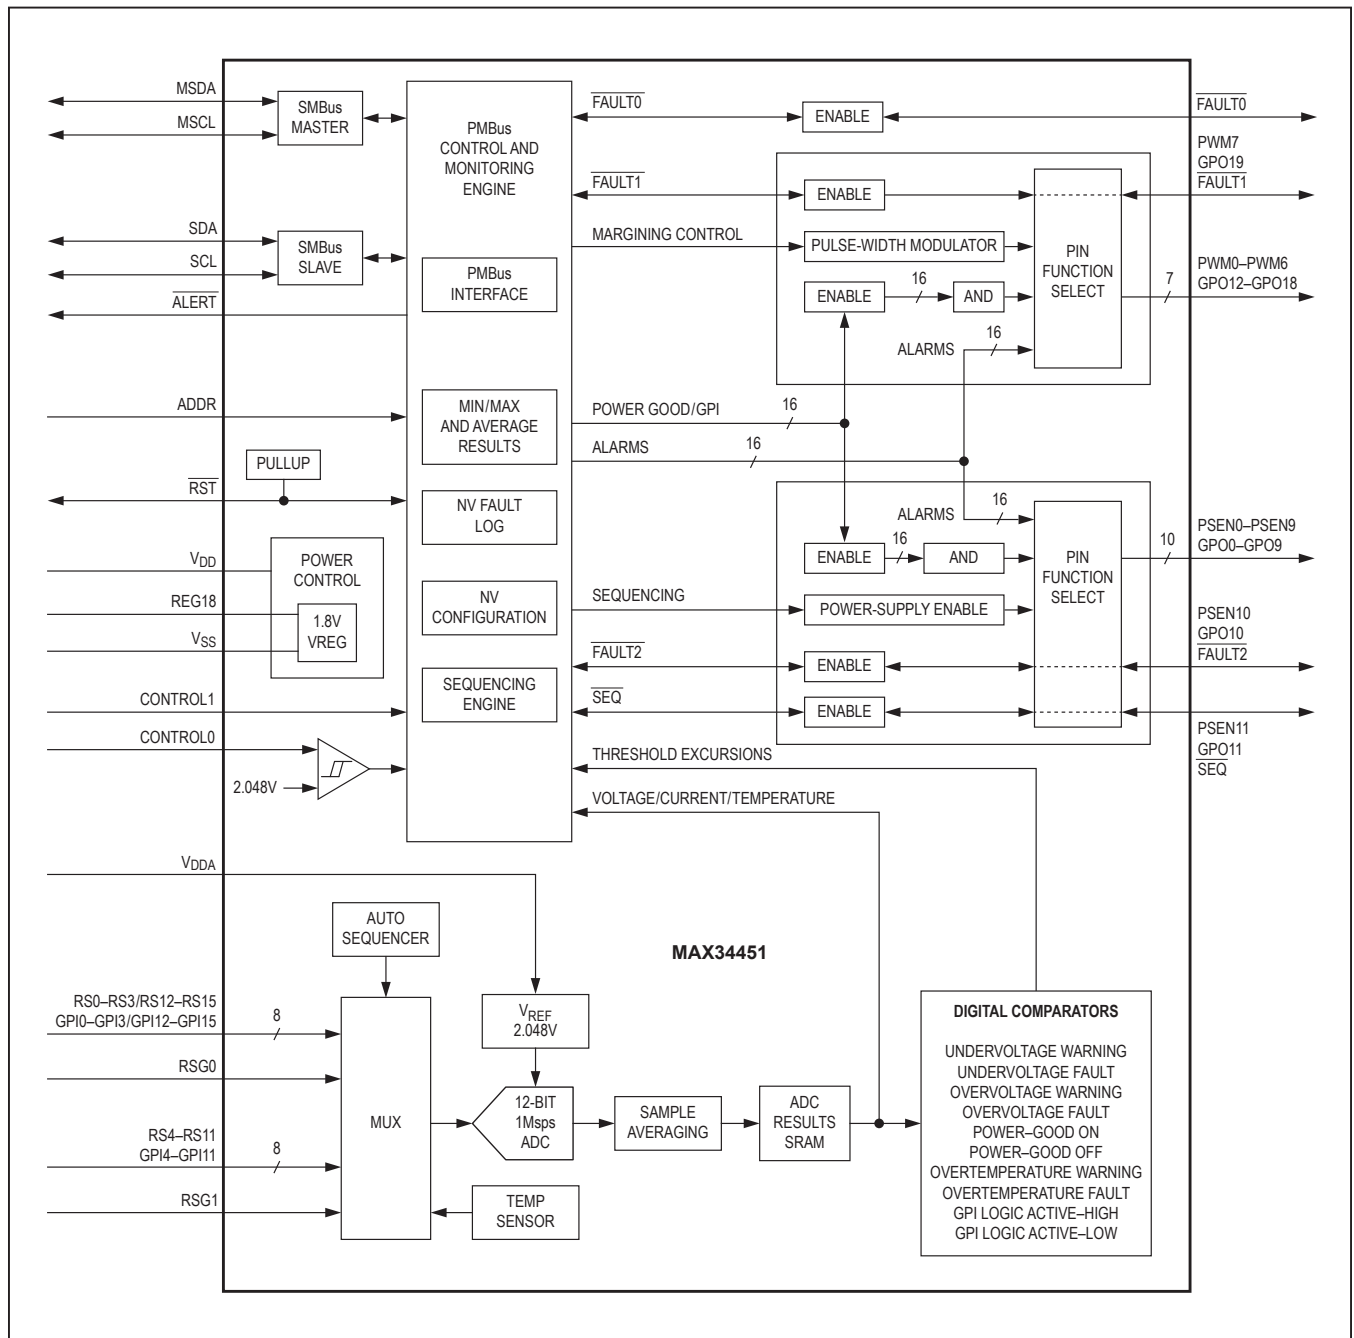 MSDA
MSCL
SMBus
MASTER
SDA
SCL
SMBus
SLAVE
ALERT
ADDR
PULLUP
RST
VDD
POWER
CONTROL
REG18
1.8V
VREG
VSS
CONTROL1
CONTROL0
2.048V
PMBus
CONTROL AND
MONITORING
ENGINE
PMBus
INTERFACE
MIN/MAX
AND AVERAGE
RESULTS
NV FAULT
LOG
NV
CONFIGURATION
SEQUENCING
ENGINE
FAULT0
ENABLE
FAULT0
FAULT1
ENABLE
PWM7
GPO19
FAULT1
MARGINING CONTROL
PULSE-WIDTH MODULATOR
ENABLE
16
AND
ALARMS
16
PIN
FUNCTION
SELECT
7
PWM0–PWM6
GPO12–GPO18
POWER GOOD/GPI
16
ALARMS
16
ALARMS
16
ENABLE
16
AND
PIN
FUNCTION
SELECT
10
PSEN0–PSEN9
GPO0–GPO9
SEQUENCING
POWER-SUPPLY ENABLE
FAULT2
ENABLE
PSEN10
GPO10
FAULT2
SEQ
ENABLE
PSEN11
GPO11
SEQ
THRESHOLD EXCURSIONS
VOLTAGE/CURRENT/TEMPERATURE
VDDA
AUTO
SEQUENCER
MAX34451
RS0–RS3/RS12–RS15
GPI0–GPI3/GPI12–GPI15
8
RSG0
RS4–RS11
GPI4–GPI11
8
RSG1
MUX
VREF
2.048V
12-BIT
1Msps
ADC
TEMP
SENSOR
SAMPLE
AVERAGING
ADC
RESULTS
SRAM
DIGITAL COMPARATORS
UNDERVOLTAGE WARNING
UNDERVOLTAGE FAULT
OVERVOLTAGE WARNING
OVERVOLTAGE FAULT
POWER–GOOD ON
POWER–GOOD OFF
OVERTEMPERATURE WARNING
OVERTEMPERATURE FAULT
GPI LOGIC ACTIVE–HIGH
GPI LOGIC ACTIVE–LOW